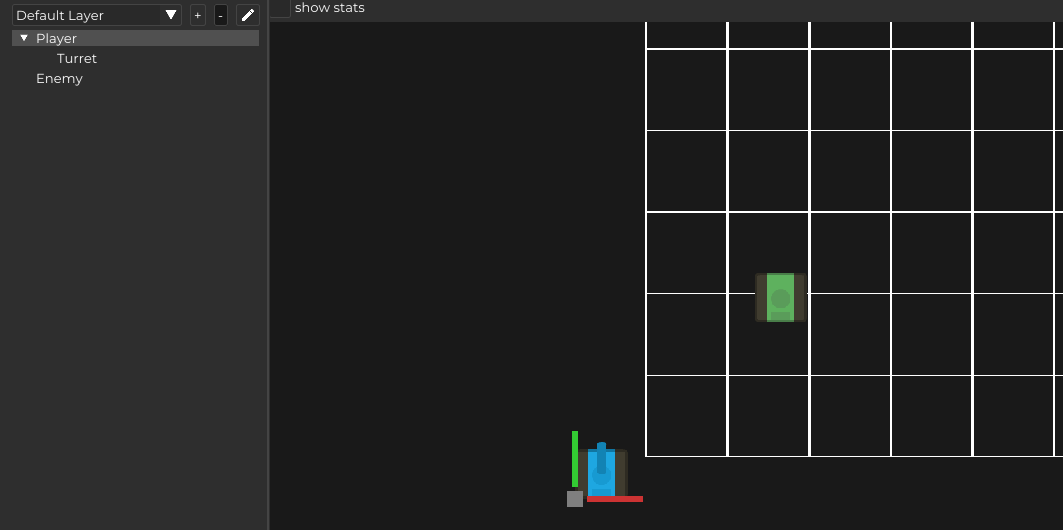 Default Layer
+
-
show stats
Player
Turret
Enemy